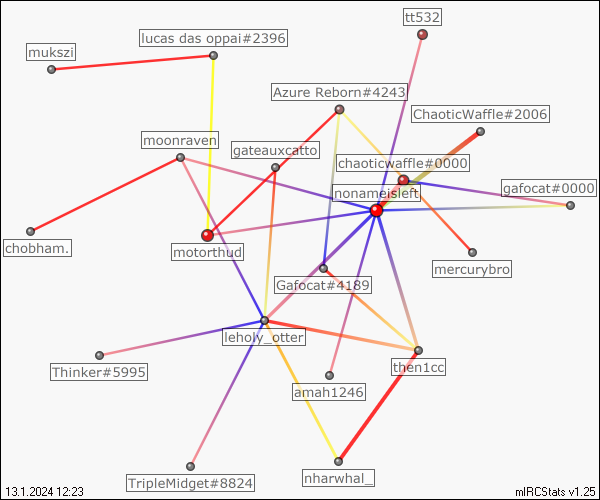 tt532
lucas das oppai#2396
mukszi
Azure Reborn#4243
ChaoticWaffle#2006
moonraven
gateauxcatto
chaoticwaffle#0000
nonameisleft
gafocat#0000
chobham.
motorthud
mercurybro
Gafocat#4189
leholy_otter
then1cc
Thinker#5995
amah1246
TripleMidget#8824
nharwhal_
13.1.2024 12:23
mIRCStats v1.25